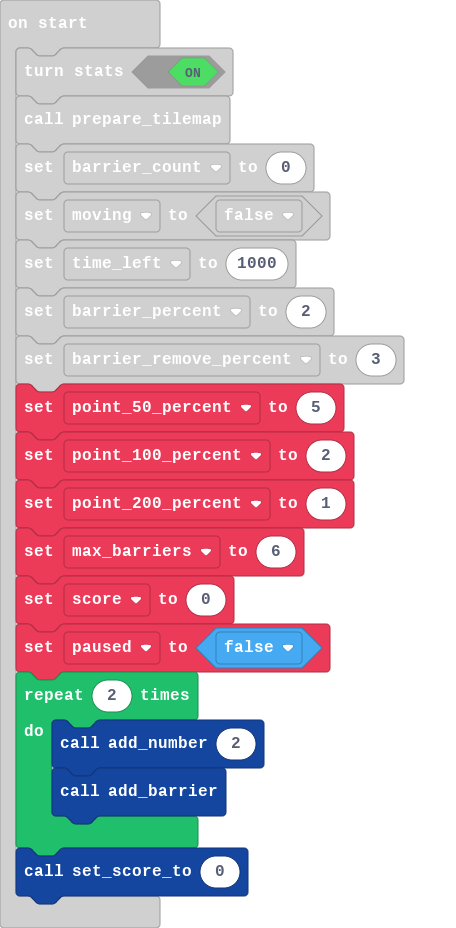 on start
turn stats ON
call prepare_tilemap
set barrier_count to 0
set moving to false
set time_left to 1000
set barrier_percent to 2
set barrier_remove_percent to 3
set point_50_percent to 5
set point_100_percent to 2
set point_200_percent to 1
set max_barriers to 6
set score to 0
set paused to false
repeat 2 times
do
call add_number 2
call add_barrier
call set_score_to 0